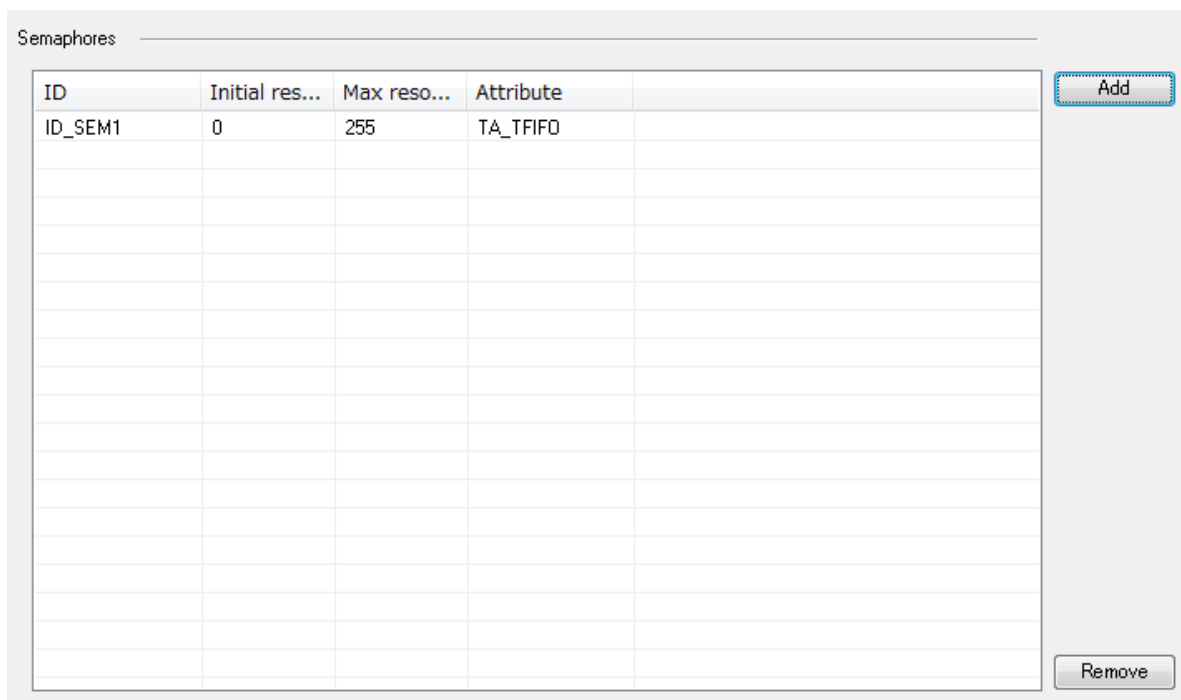 Semaphores
ID Initial res... Max reso... Attribute
Add
ID_SEM1 0 255 TA_TFIFO
Remove